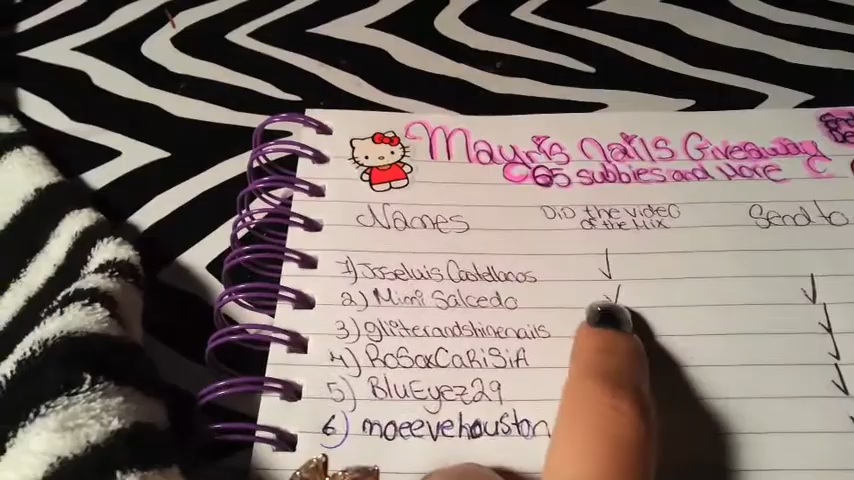 May's Nails Giveaway
65 subbies and More
Names Did the video of the Mix Send to
1) Joseluis Castellanos ✓
2) Mimi Salcedo ✓ ✓
3) glitterandshinenails ✓
4) RoSaxCaRiSiA ✓
5) BluEyez29 ✓
6) moeevehouston